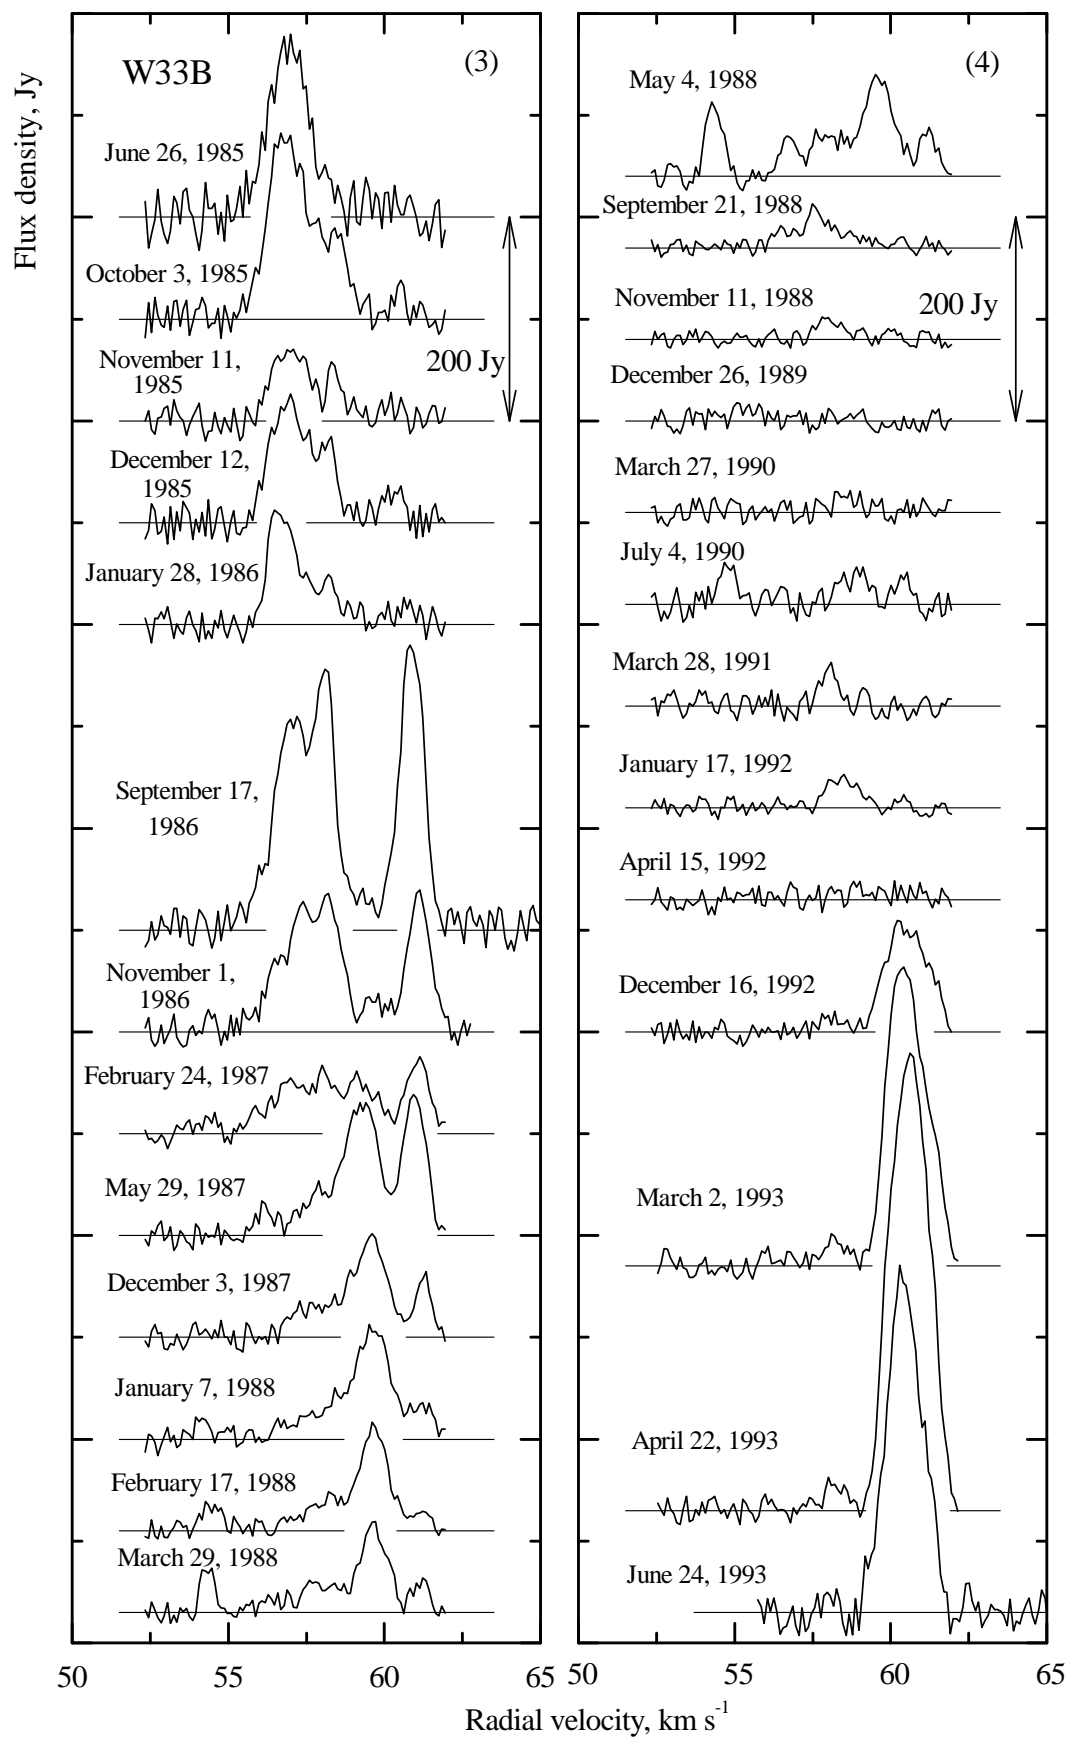 Flux density, Jy
W33B
(3)
June 26, 1985
October 3, 1985
200 Jy
November 11,
1985
December 12,
1985
January 28, 1986
September 17,
1986
November 1,
1986
February 24, 1987
May 29, 1987
December 3, 1987
January 7, 1988
February 17, 1988
March 29, 1988
50 55 60 65
(4)
May 4, 1988
September 21, 1988
November 11, 1988
200 Jy
December 26, 1989
March 27, 1990
July 4, 1990
March 28, 1991
January 17, 1992
April 15, 1992
December 16, 1992
March 2, 1993
April 22, 1993
June 24, 1993
50 55 60 65
Radial velocity, km s-1